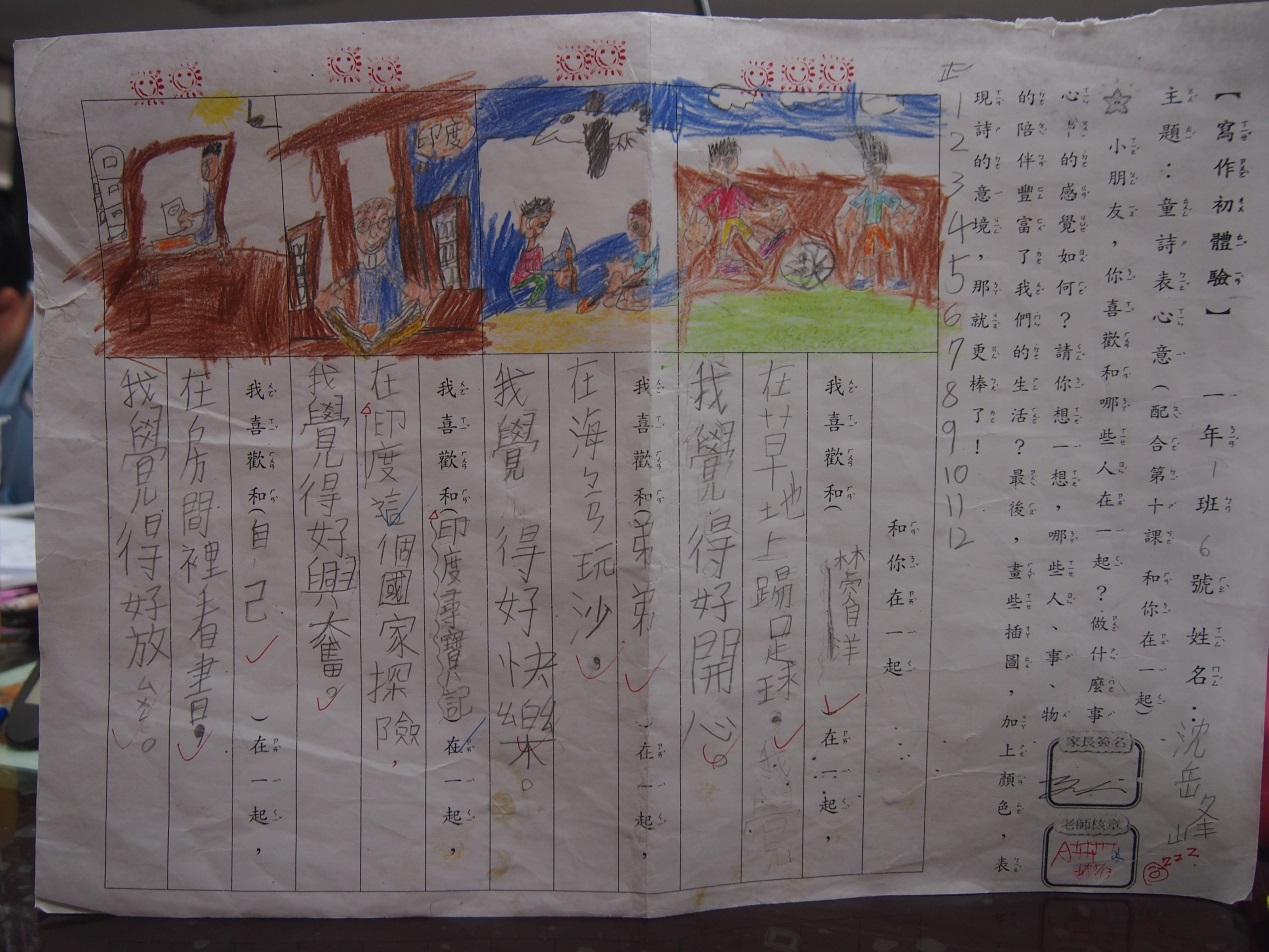 【寫作初體驗】 一年1班6號姓名：沈岳峰
主題：童詩表心意（配合第十課 和你在一起）
☆小朋友，你喜歡和哪些人在一起？做什麼事
的感覺如何？請你想一想，哪些人、事、物
的陪伴豐富了我們的生活？最後，畫些插圖，加上顏色，表
現詩的意境，那就更棒了！
正
1 2 3 4 5 6 7 8 9 10 11 12
家長簽名
老師核章
A++
和你在一起
我喜歡和（ ）在一起，
在草地上踢足球。
我覺得好開心。
我喜歡和（弟弟）在一起，
在海ㄅㄢ玩沙。
我覺得好快樂。
我喜歡和（印度尋寶記）在一起，
在印度這個國家探險，
我覺得好興奮。
我喜歡和（自己）在一起，
在房間裡看書。
我覺得好放ㄙㄨㄥ。
印度